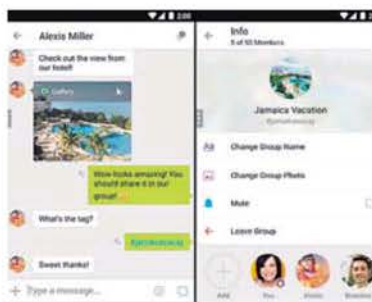 2:00
Alexis Miller
Check out the view from
our hotel!
Gallery
Wow looks amazing! You
should share it in our
group!
What's the tag?
Sweet thanks!
Type a message...
Info
of 50 Members
Jamaica Vacation
Change Group Name
Change Group Photo
Mute
Leave Group
Add
You